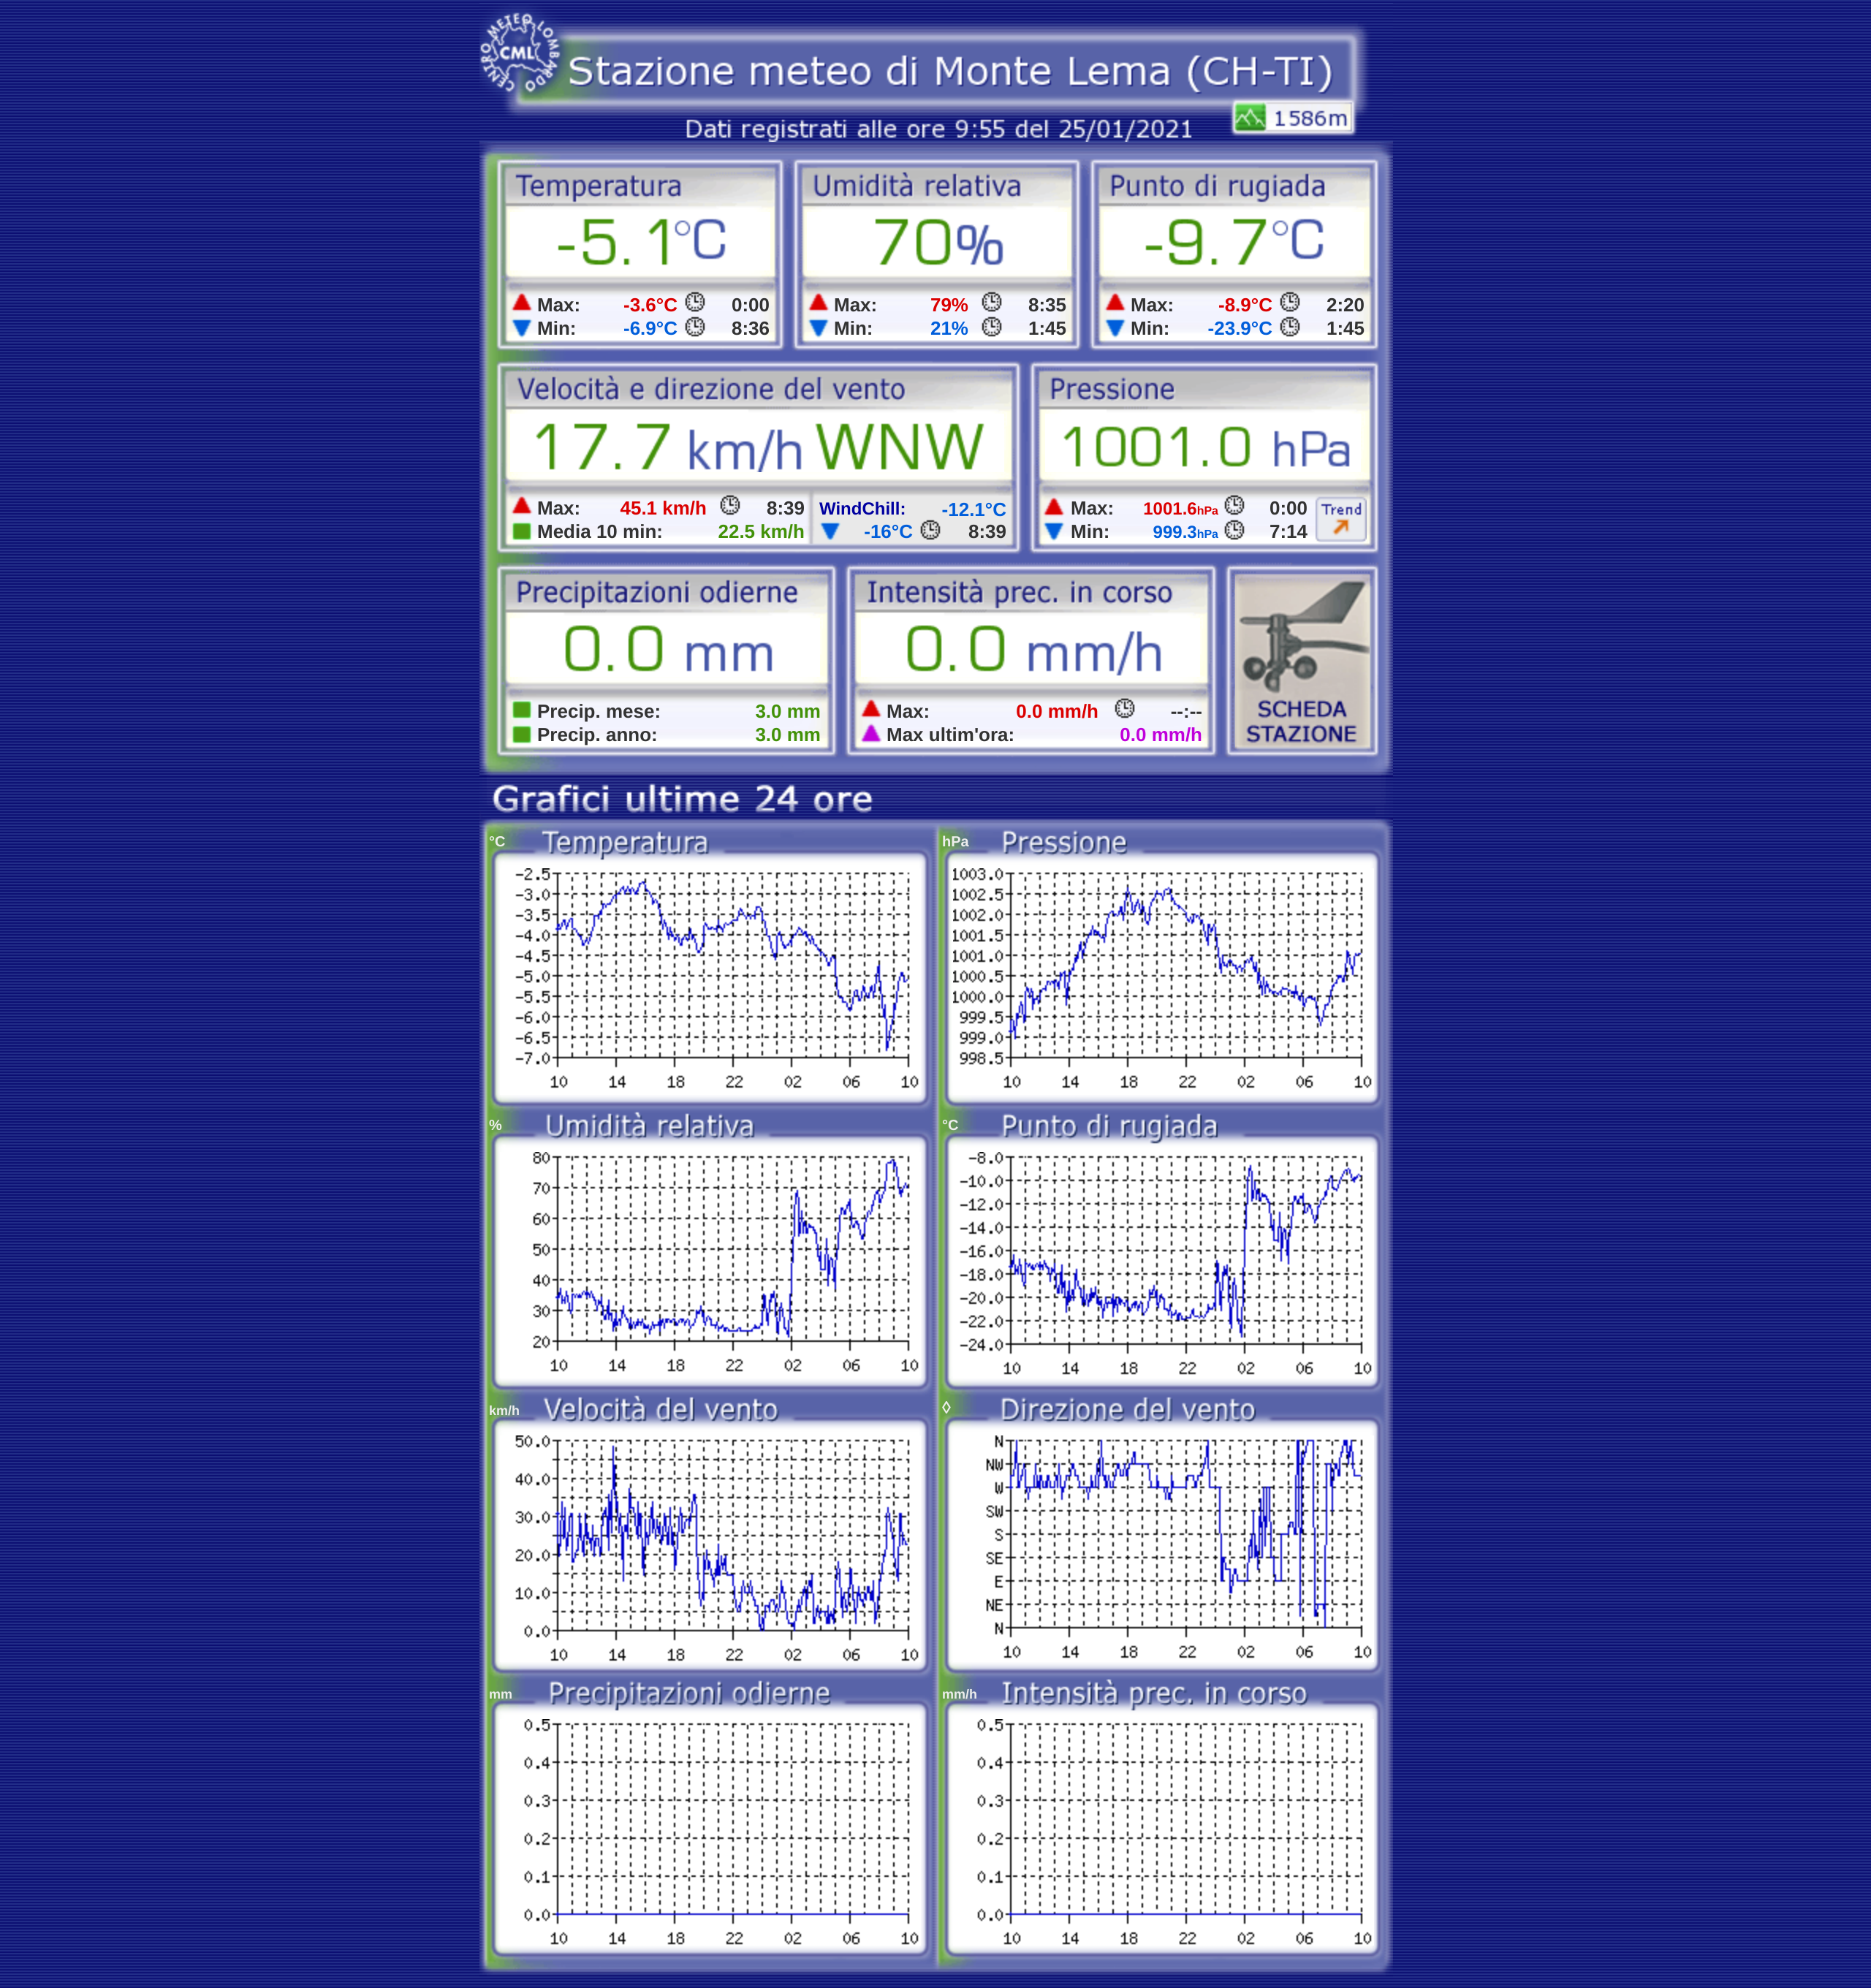 CENTRO METEO LOMBARDO
CML
Stazione meteo di Monte Lema (CH-TI)
1586m
Dati registrati alle ore 9:55 del 25/01/2021
Temperatura Umidità relativa Punto di rugiada
-5.1°C 70% -9.7°C
Max: -3.6°C 0:00 Max: 79% 8:35 Max: -8.9°C 2:20
Min: -6.9°C 8:36 Min: 21% 1:45 Min: -23.9°C 1:45
Velocità e direzione del vento Pressione
17.7 km/h WNW 1001.0 hPa
Max: 45.1 km/h 8:39 WindChill: -12.1°C Max: 1001.6hPa 0:00 Trend
Media 10 min: 22.5 km/h -16°C 8:39 Min: 999.3hPa 7:14
Precipitazioni odierne Intensità prec. in corso
0.0 mm 0.0 mm/h
Precip. mese: 3.0 mm Max: 0.0 mm/h --:-- SCHEDA
Precip. anno: 3.0 mm Max ultim'ora: 0.0 mm/h STAZIONE
Grafici ultime 24 ore
°C Temperatura
-2.5
-3.0
-3.5
-4.0
-4.5
-5.0
-5.5
-6.0
-6.5
-7.0
10 14 18 22 02 06 10
hPa Pressione
1003.0
1002.5
1002.0
1001.5
1001.0
1000.5
1000.0
999.5
999.0
998.5
10 14 18 22 02 06 10
% Umidità relativa
80
70
60
50
40
30
20
10 14 18 22 02 06 10
°C Punto di rugiada
-8.0
-10.0
-12.0
-14.0
-16.0
-18.0
-20.0
-22.0
-24.0
10 14 18 22 02 06 10
km/h Velocità del vento
50.0
40.0
30.0
20.0
10.0
0.0
10 14 18 22 02 06 10
◊ Direzione del vento
N
NW
W
SW
S
SE
E
NE
N
10 14 18 22 02 06 10
mm Precipitazioni odierne
0.5
0.4
0.3
0.2
0.1
0.0
10 14 18 22 02 06 10
mm/h Intensità prec. in corso
0.5
0.4
0.3
0.2
0.1
0.0
10 14 18 22 02 06 10